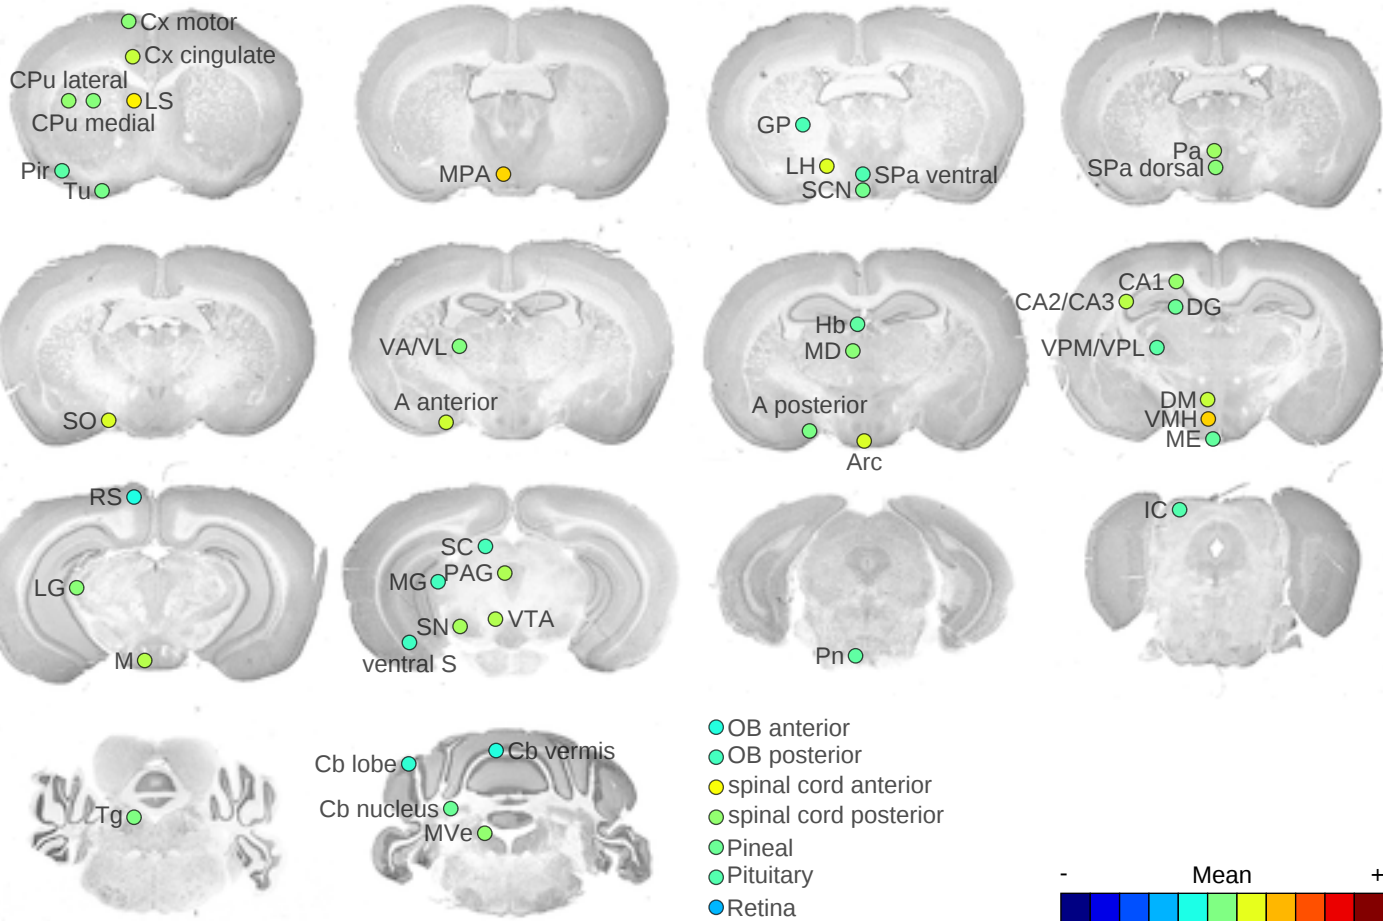 Cx motor
Cx cingulate
CPu lateral
LS
CPu medial
Pir
Tu
MPA
GP
LH
SPa ventral
SCN
Pa
SPa dorsal
SO
VA/VL
A anterior
Hb
MD
A posterior
Arc
CA1
CA2/CA3
DG
VPM/VPL
DM
VMH
ME
RS
LG
M
SC
MG
PAG
SN
VTA
ventral S
Pn
IC
Tg
Cb lobe
Cb vermis
Cb nucleus
MVe
OB anterior
OB posterior
spinal cord anterior
spinal cord posterior
Pineal
Pituitary
Retina
- Mean +